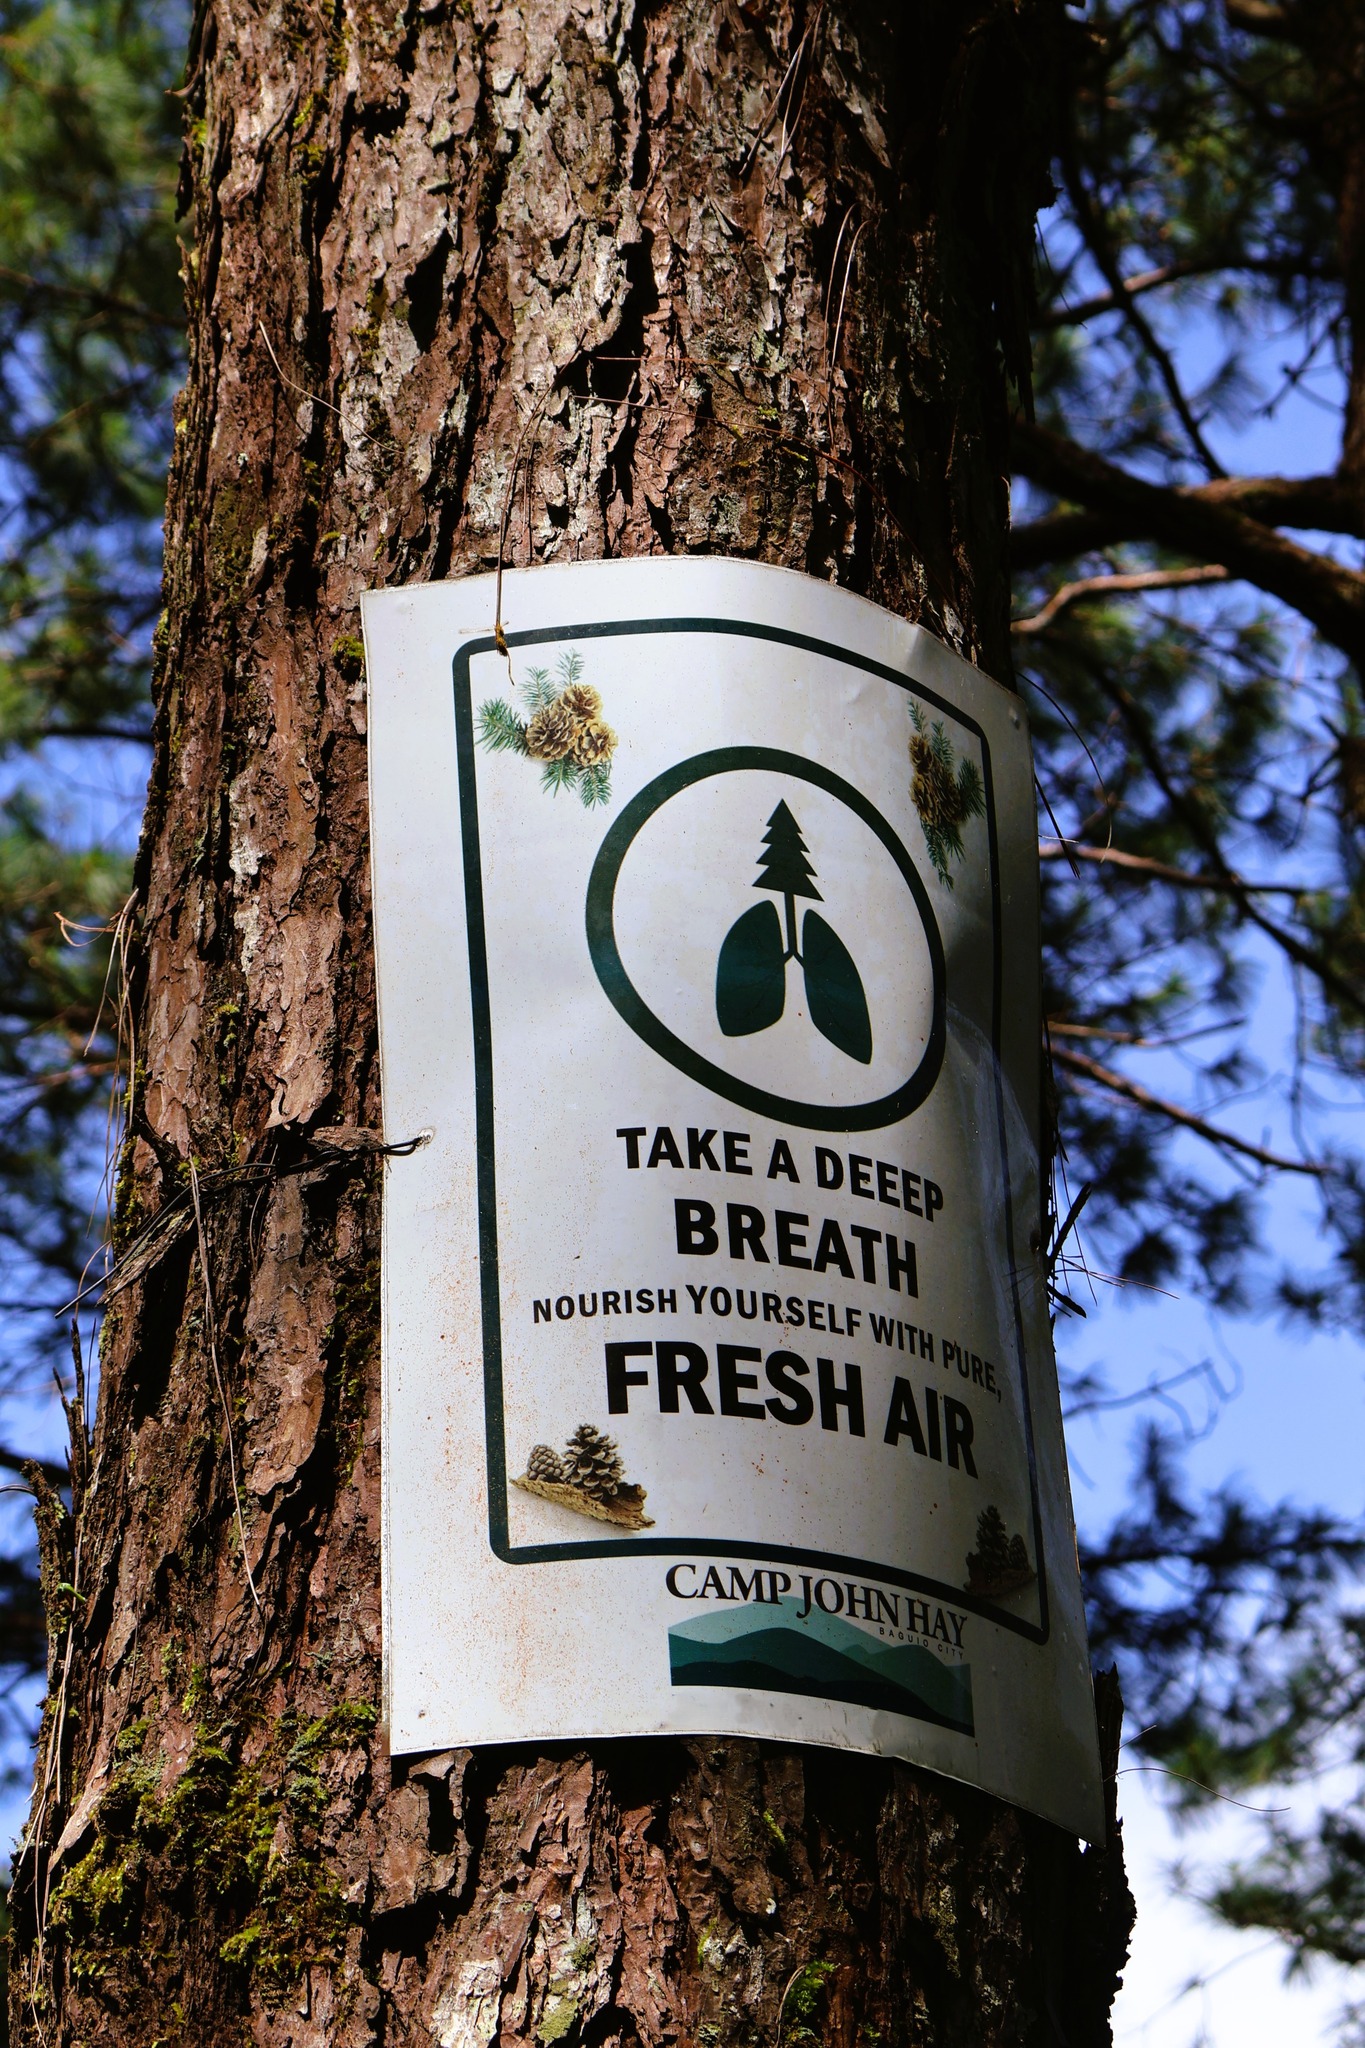 TAKE A DEEEP
BREATH
NOURISH YOURSELF WITH PURE,
FRESH AIR
CAMP JOHN HAY
BAGUIO CITY